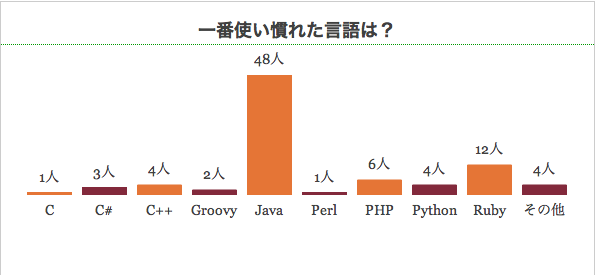 一番使い慣れた言語は？
48人
12人
6人
4人 4人 4人
3人
2人
1人 1人
C C# C++ Groovy Java Perl PHP Python Ruby その他